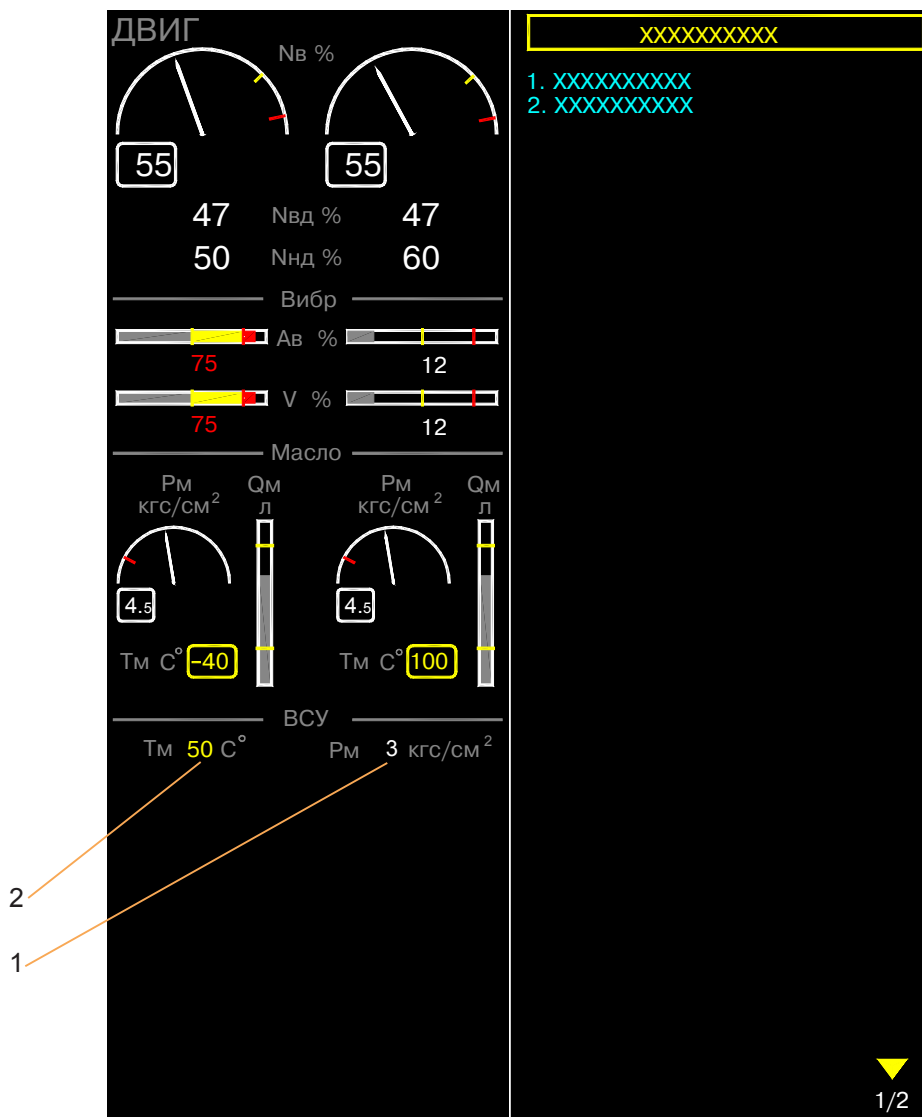 ДВИГ
Nв %
55 55
47 Nвд % 47
50 Nнд % 60
Вибр
Ав %
75 12
V %
75 12
Масло
Рм Qм Рм Qм
кгс/см² л кгс/см² л
4.5 4.5
Тм С° -40 Тм С° 100
ВСУ
Тм 50 С° Рм 3 кгс/см²
2
1
XXXXXXXXXX
1. XXXXXXXXXX
2. XXXXXXXXXX
1/2